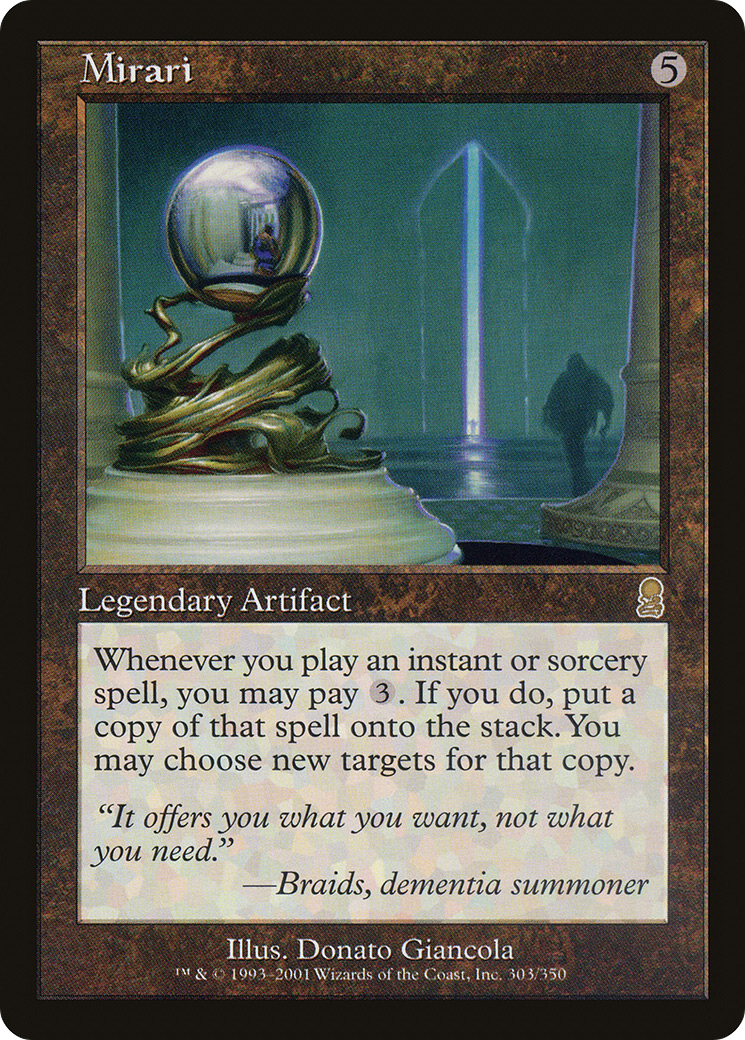 Mirari 5
Legendary Artifact
Whenever you play an instant or sorcery
spell, you may pay 3. If you do, put a
copy of that spell onto the stack. You
may choose new targets for that copy.
“It offers you what you want, not what
you need.”
—Braids, dementia summoner
Illus. Donato Giancola
™ & © 1993–2001 Wizards of the Coast, Inc. 303/350